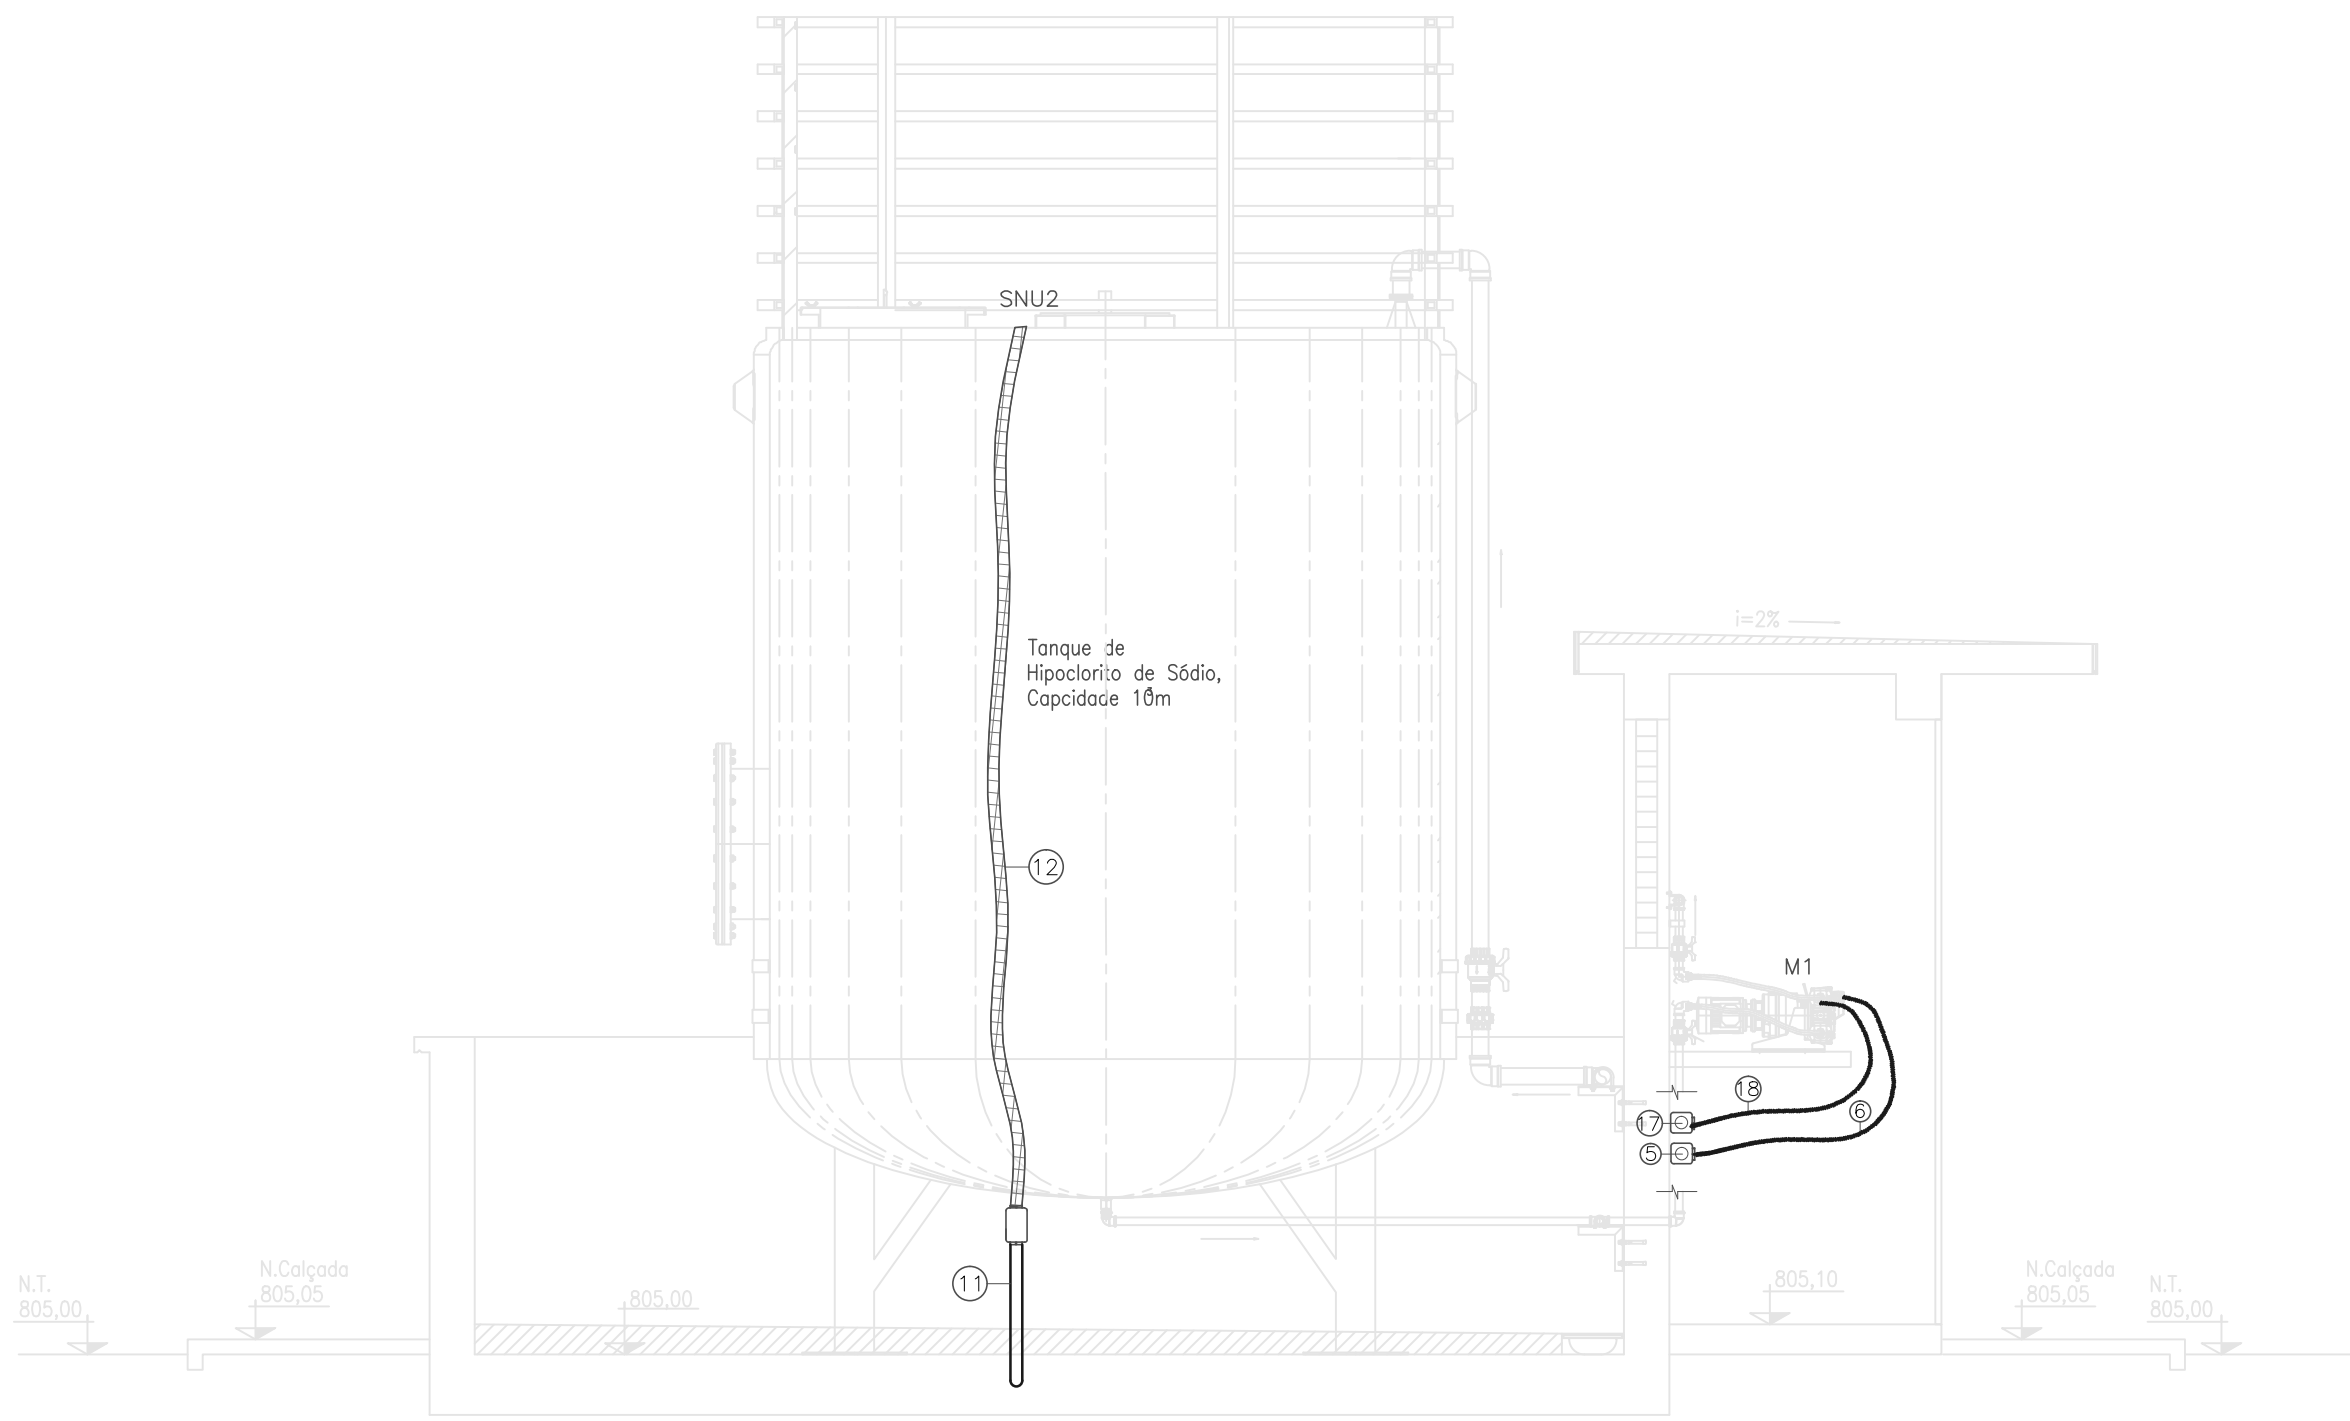 SNU2
i=2%
Tanque de
Hipoclorito de Sódio,
Capcidade 10m³
12
M1
18
6
17
5
11
N.T.
805,00
N.Calçada
805,05
805,00
805,10
N.Calçada
805,05
N.T.
805,00